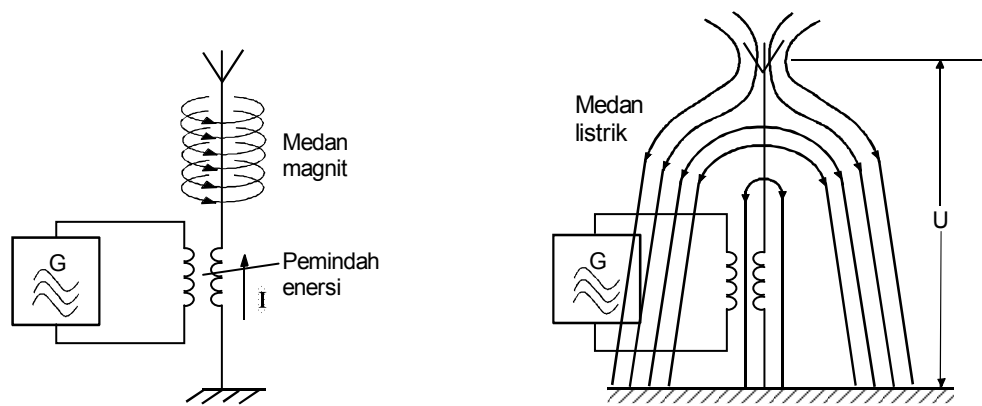 Medan
magnit
G
Pemindah
enersi
I
Medan
listrik
G
U